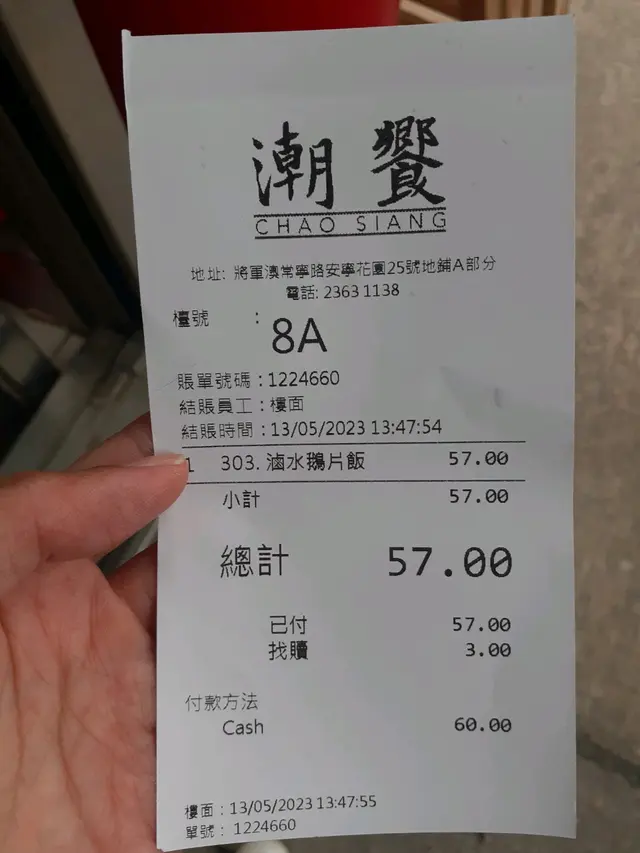 潮饗
CHAO SIANG
地址: 將軍澳常寧路安寧花園25號地鋪A部分
電話: 2363 1138
檯號 : 8A
賬單號碼 : 1224660
結賬員工 : 樓面
結賬時間 : 13/05/2023 13:47:54
1 303. 滷水鵝片飯 57.00
小計 57.00
總計 57.00
已付 57.00
找贖 3.00
付款方法
Cash 60.00
樓面 : 13/05/2023 13:47:55
單號 : 1224660